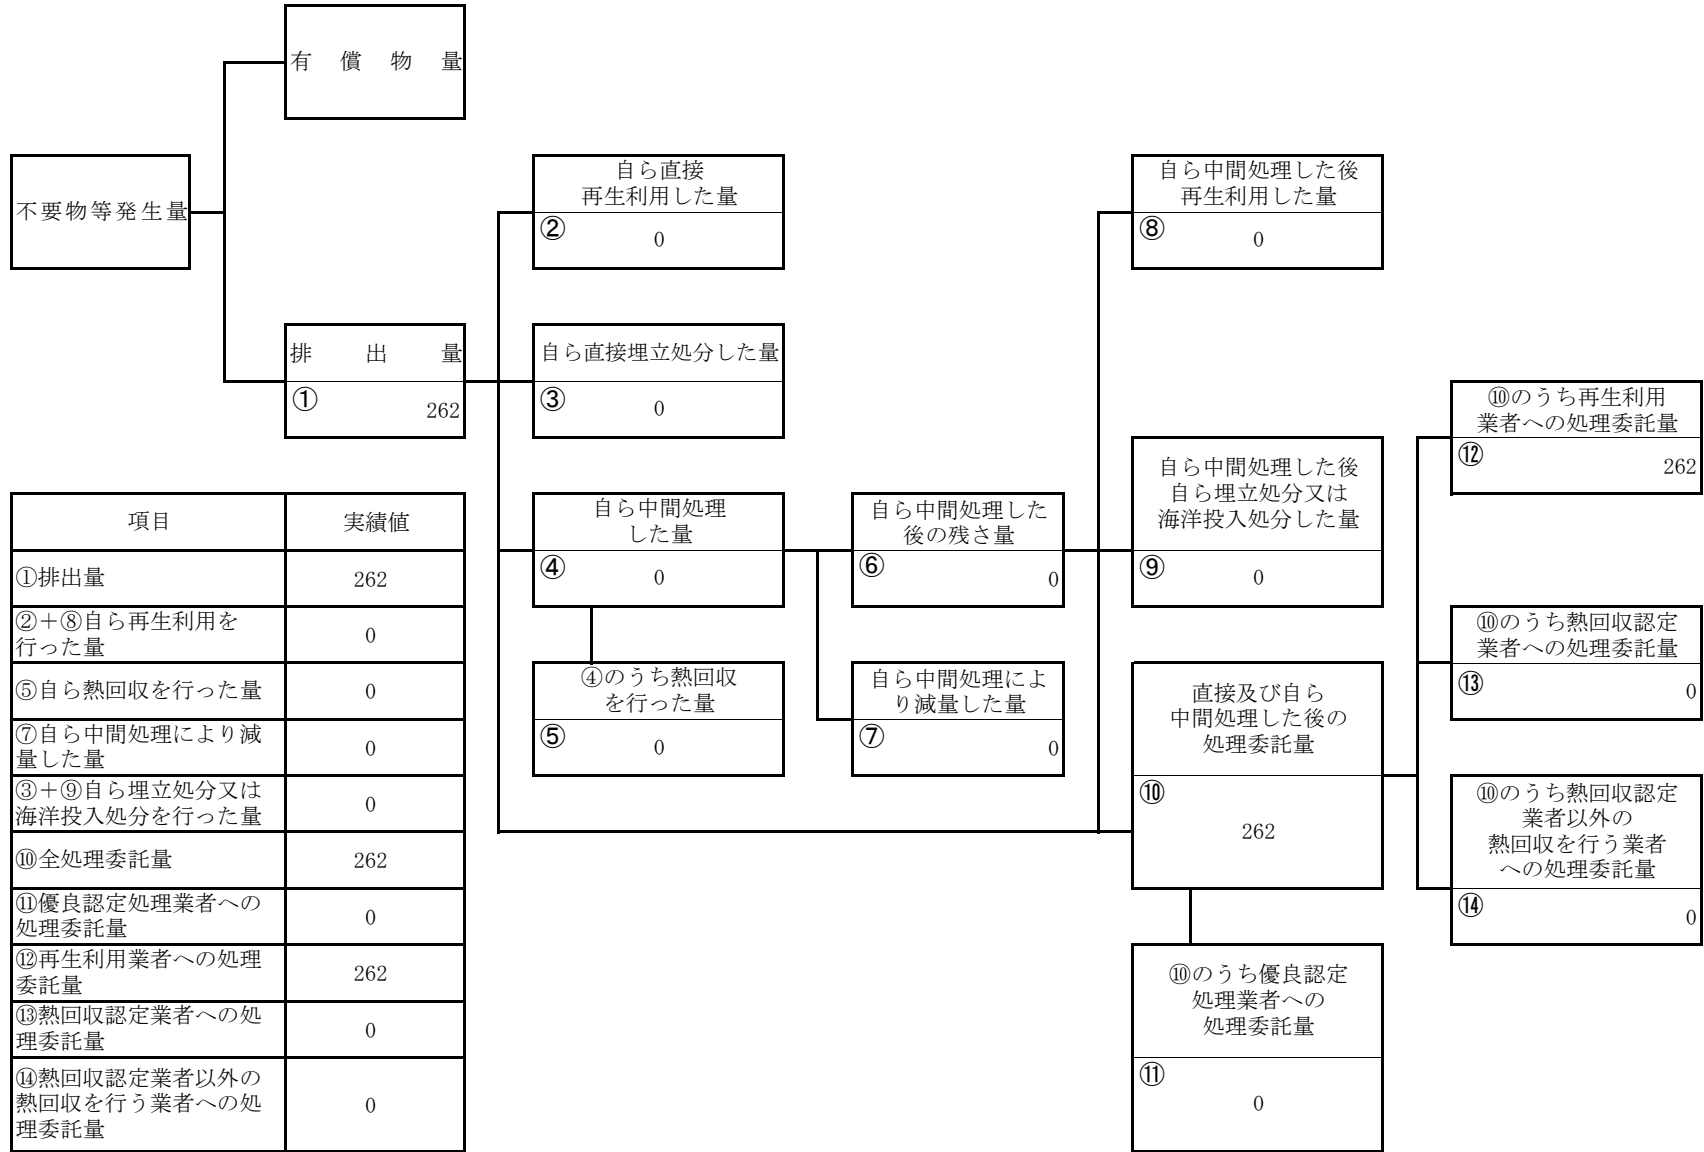 有償物量
不要物等発生量
排出量
①
262
自ら直接
再生利用した量
②
0
自ら直接埋立処分した量
③
0
自ら中間処理
した量
④
0
④のうち熱回収
を行った量
⑤
0
自ら中間処理した
後の残さ量
⑥
0
自ら中間処理によ
り減量した量
⑦
0
自ら中間処理した後
再生利用した量
⑧
0
自ら中間処理した後
自ら埋立処分又は
海洋投入処分した量
⑨
0
直接及び自ら
中間処理した後の
処理委託量
⑩
262
⑩のうち優良認定
処理業者への
処理委託量
⑪
0
⑩のうち再生利用
業者への処理委託量
⑫
262
⑩のうち熱回収認定
業者への処理委託量
⑬
0
⑩のうち熱回収認定
業者以外の
熱回収を行う業者
への処理委託量
⑭
0
項目 実績値
①排出量 262
②＋⑧自ら再生利用を
行った量 0
⑤自ら熱回収を行った量 0
⑦自ら中間処理により減
量した量 0
③＋⑨自ら埋立処分又は
海洋投入処分を行った量 0
⑩全処理委託量 262
⑪優良認定処理業者への
処理委託量 0
⑫再生利用業者への処理
委託量 262
⑬熱回収認定業者への処
理委託量 0
⑭熱回収認定業者以外の
熱回収を行う業者への処
理委託量 0